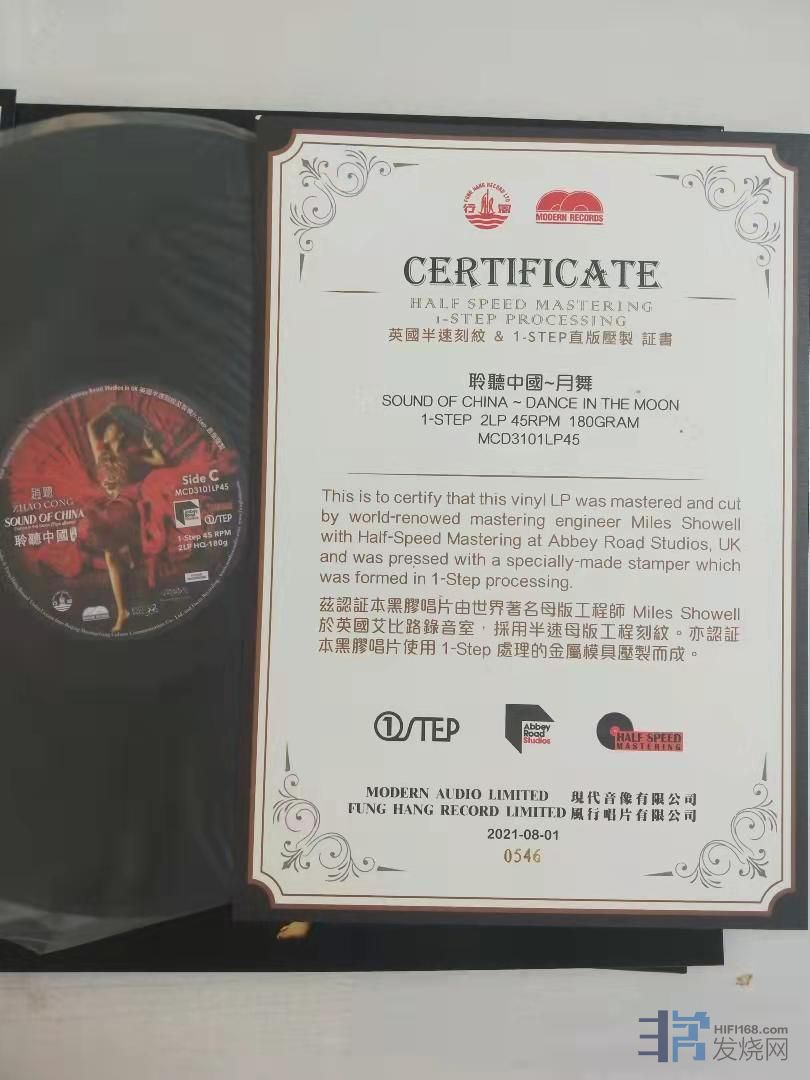 FUNG HANG RECORD LTD
風行
MODERN RECORDS
CERTIFICATE
HALF SPEED MASTERING
1-STEP PROCESSING
英國半速刻紋 & 1-STEP直版壓製 証書
聆聽中國~月舞
SOUND OF CHINA ~ DANCE IN THE MOON
1-STEP 2LP 45RPM 180GRAM
MCD3101LP45
This is to certify that this vinyl LP was mastered and cut
by world-renowed mastering engineer Miles Showell
with Half-Speed Mastering at Abbey Road Studios, UK
and was pressed with a specially-made stamper which
was formed in 1-Step processing.
茲認証本黑膠唱片由世界著名母版工程師 Miles Showell
於英國艾比路錄音室，採用半速母版工程刻紋。亦認証
本黑膠唱片使用 1-Step 處理的金屬模具壓製而成。
1STEP
Abbey
Road
Studios
HALF SPEED
MASTERING
MODERN AUDIO LIMITED 現代音像有限公司
FUNG HANG RECORD LIMITED 風行唱片有限公司
2021-08-01
0546
Side C
MCD3101LP45
趙聰
ZHAO CONG
SOUND OF CHINA
聆聽中國
1STEP
1-Step 45 RPM
2LP HQ-180g
HIFI168.com
发烧网